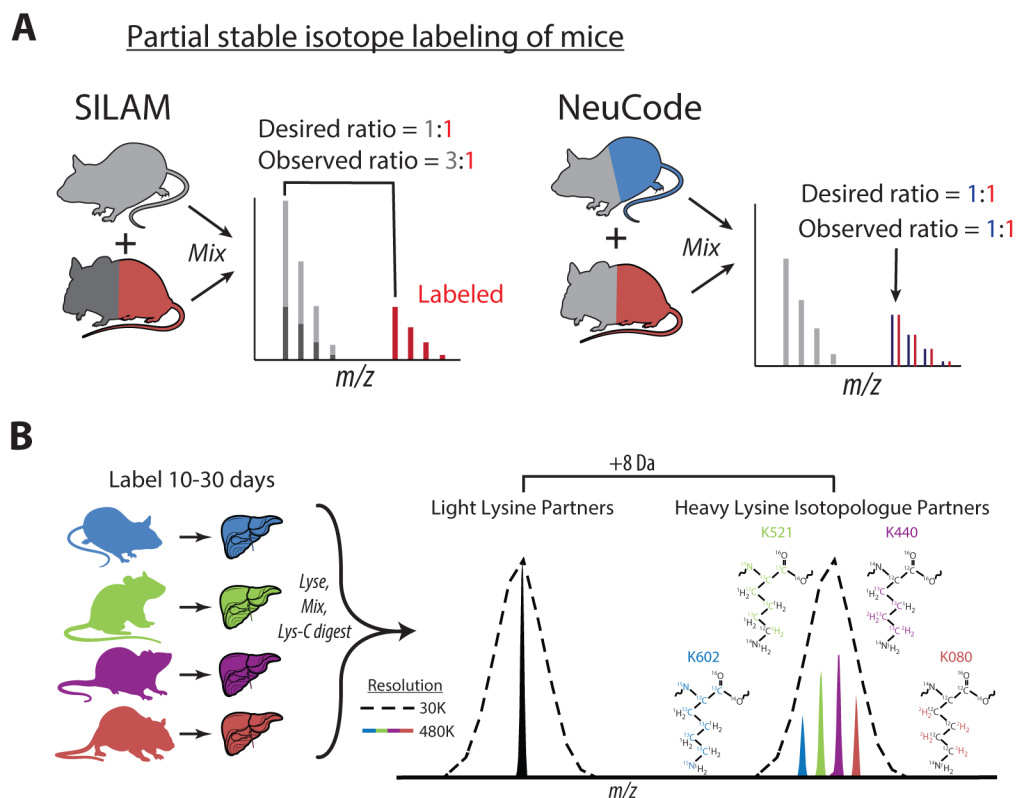 A
Partial stable isotope labeling of mice
SILAM
Desired ratio = 1:1
Observed ratio = 3:1
+
Mix
Labeled
m/z
NeuCode
Desired ratio = 1:1
Observed ratio = 1:1
+
Mix
m/z
B
Label 10-30 days
Lyse,
Mix,
Lys-C digest
+8 Da
Light Lysine Partners
Heavy Lysine Isotopologue Partners
K521
K440
K602
K080
Resolution
30K
480K
m/z